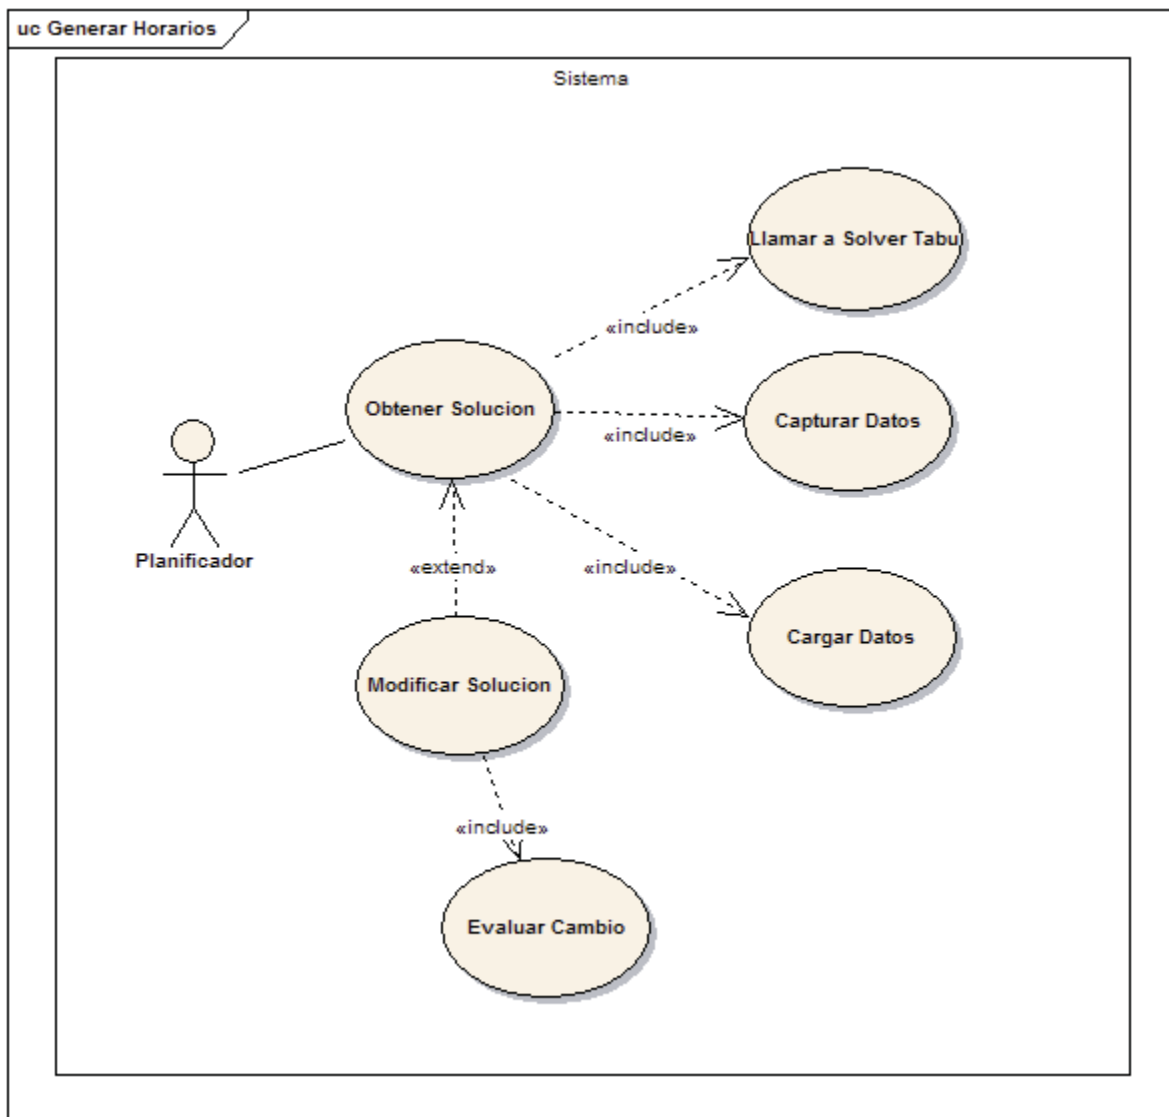 uc Generar Horarios
Sistema
Llamar a Solver Tabu
«include»
Obtener Solucion
Capturar Datos
«include»
Planificador
«extend»
«include»
Cargar Datos
Modificar Solucion
«include»
Evaluar Cambio